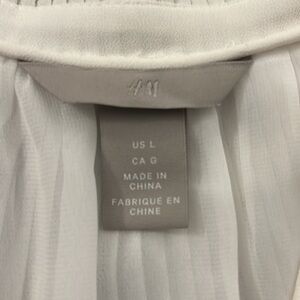 H&M
US L
CA G
MADE IN
CHINA
FABRIQUE EN
CHINE